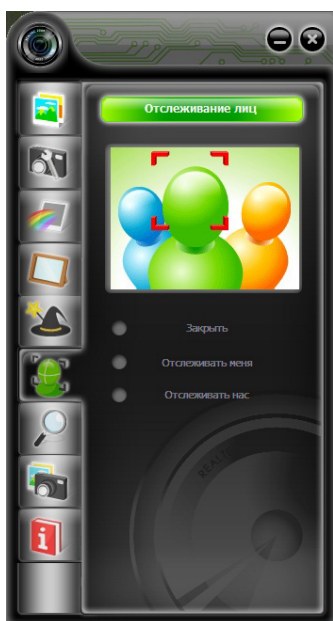 Отслеживание лиц
Закрыть
Отслеживать меня
Отслеживать нас